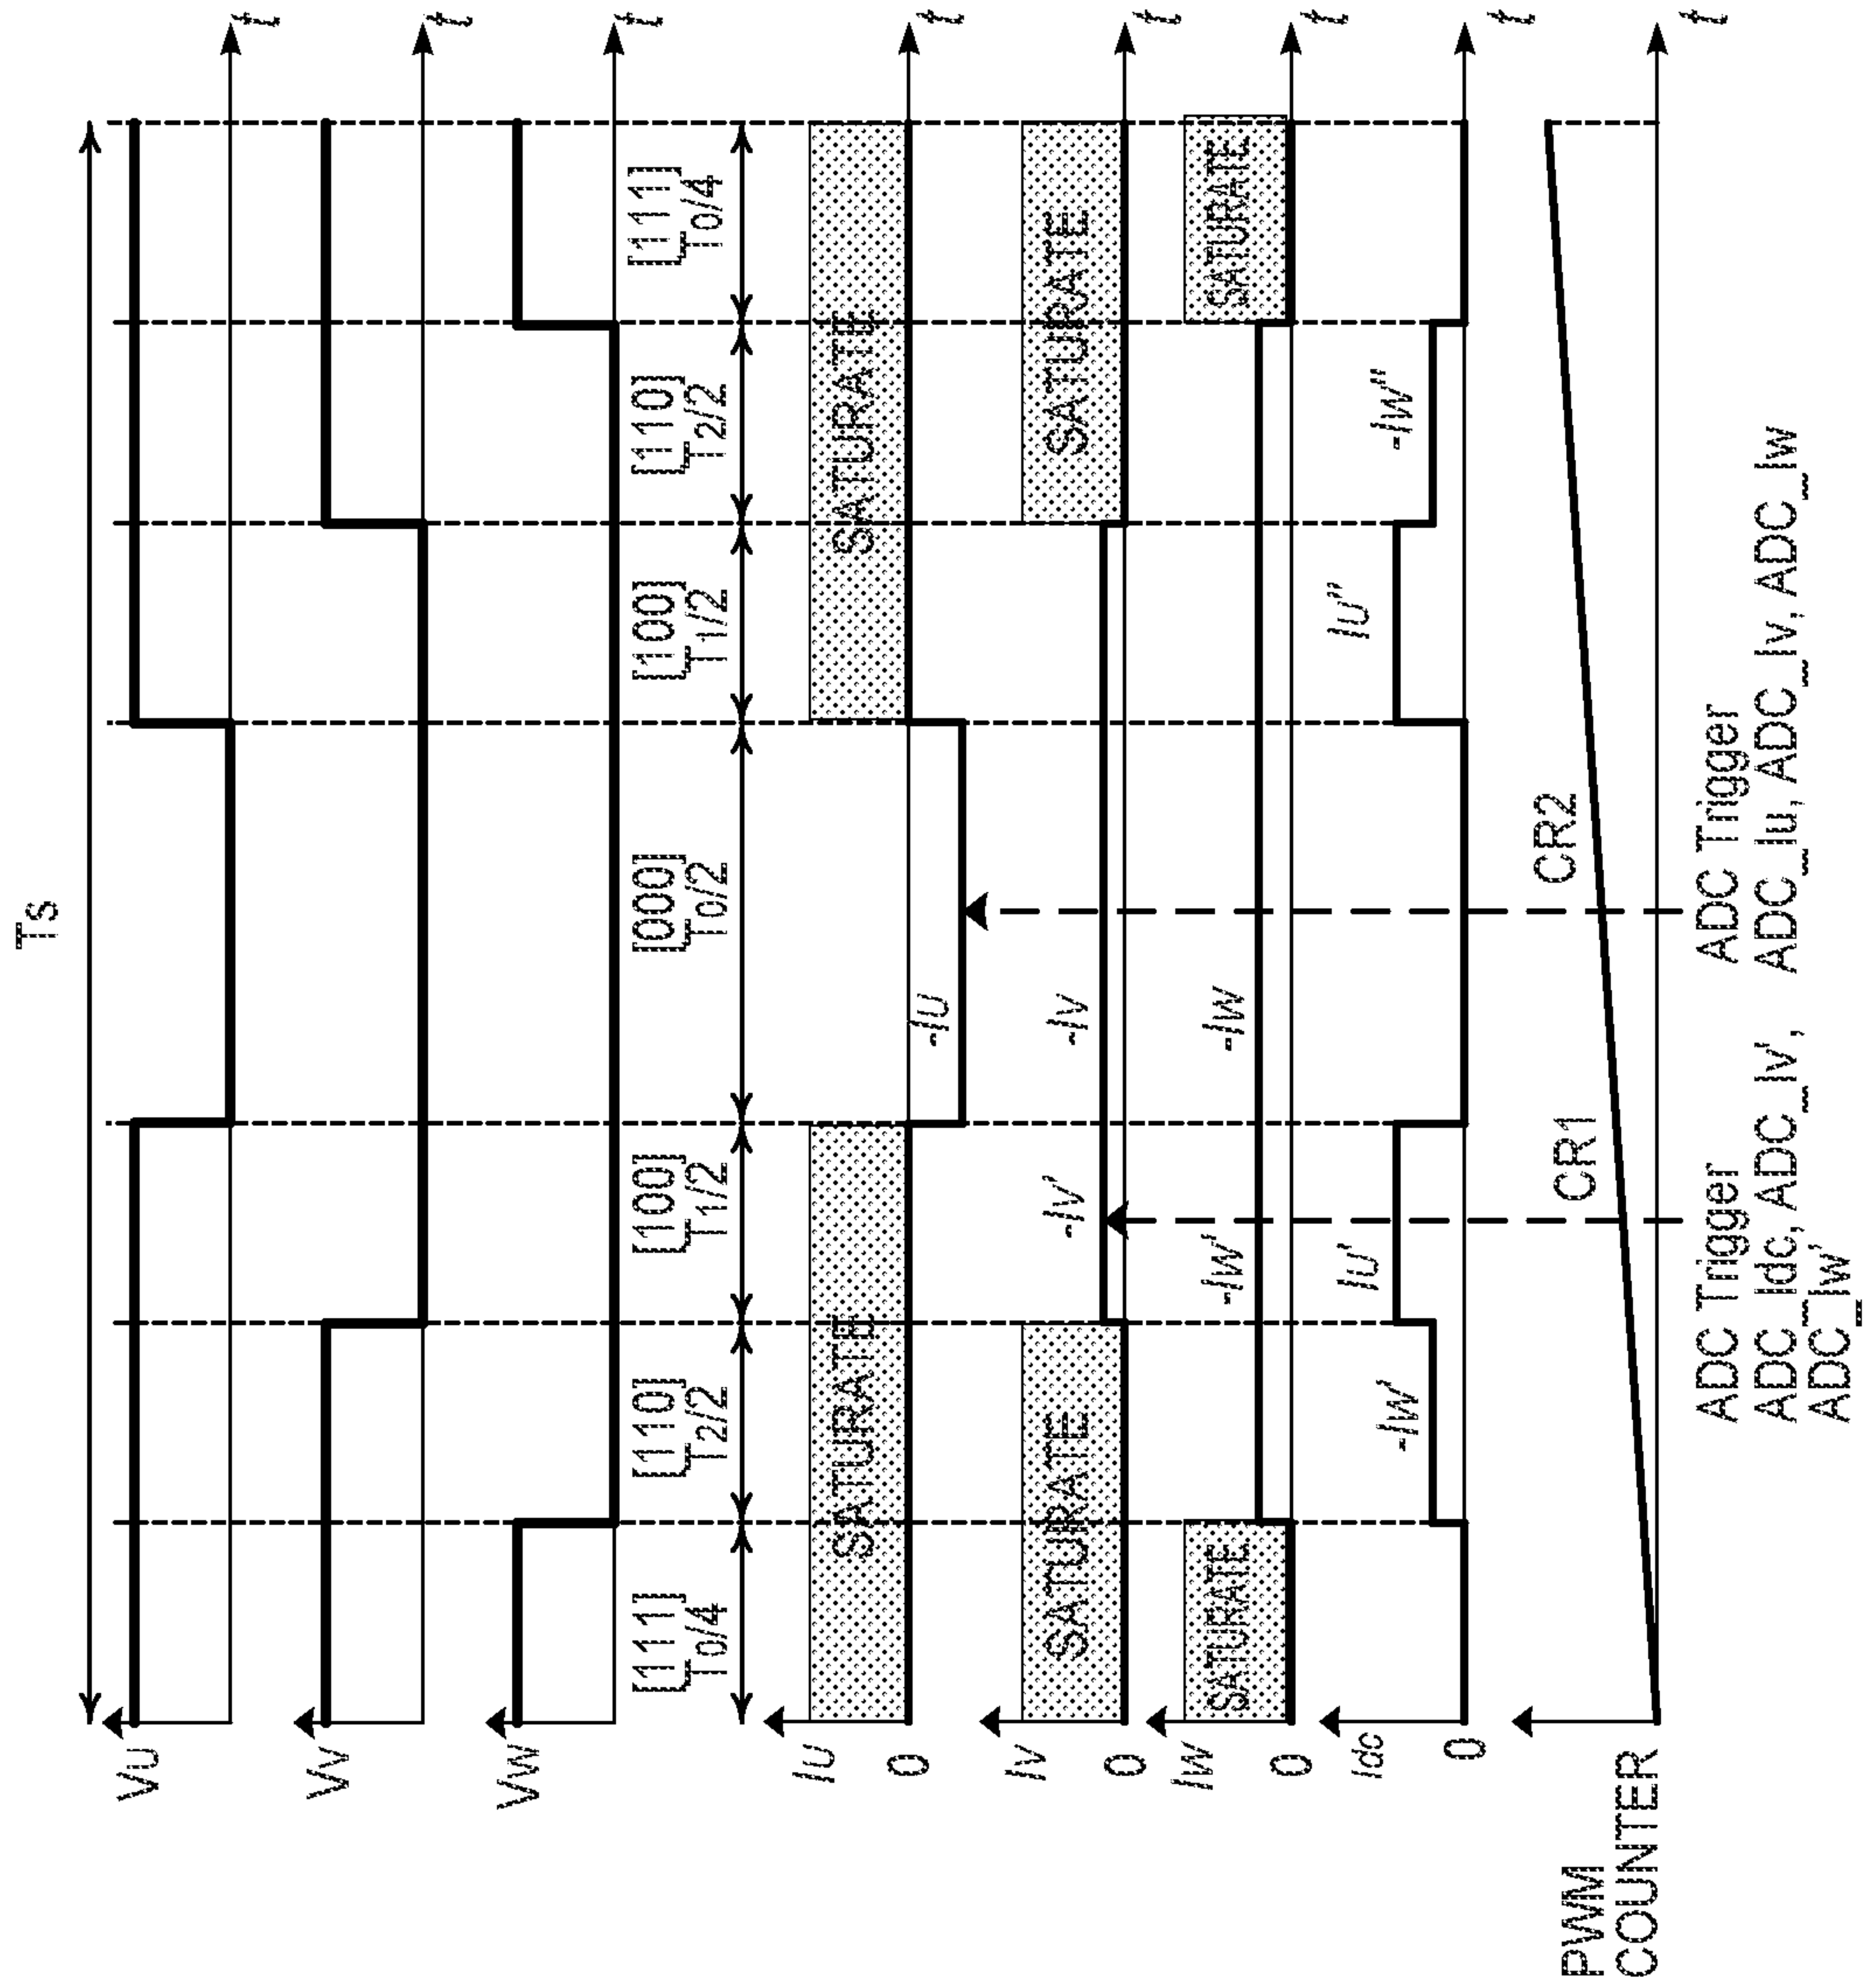 Ts
Vu
t
Vv
t
Vw
t
[111] [110] [100] [000] [100] [110] [111]
T0/4 T2/2 T1/2 T0/2 T1/2 T2/2 T0/4
Iu
SATURATE SATURATE
0 -Iu t
Iv
SATURATE -Iv' -Iv SATURATE
0 t
Iw
SATURATE -Iw' -Iw SATURATE
0 t
Idc
-Iw' Iu' Iu" -Iw"
0 t
CR1 CR2
PWM
COUNTER
t
ADC Trigger ADC Trigger
ADC_Idc, ADC_Iv', ADC_Iu, ADC_Iv, ADC_Iw
ADC_Iw'